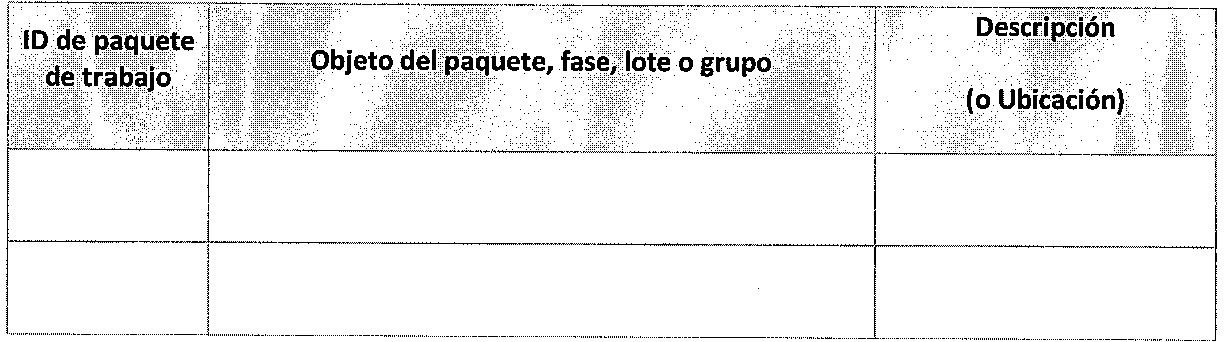 ID de paquete
de trabajo
Objeto del paquete, fase, lote o grupo
Descripción
(o Ubicación)